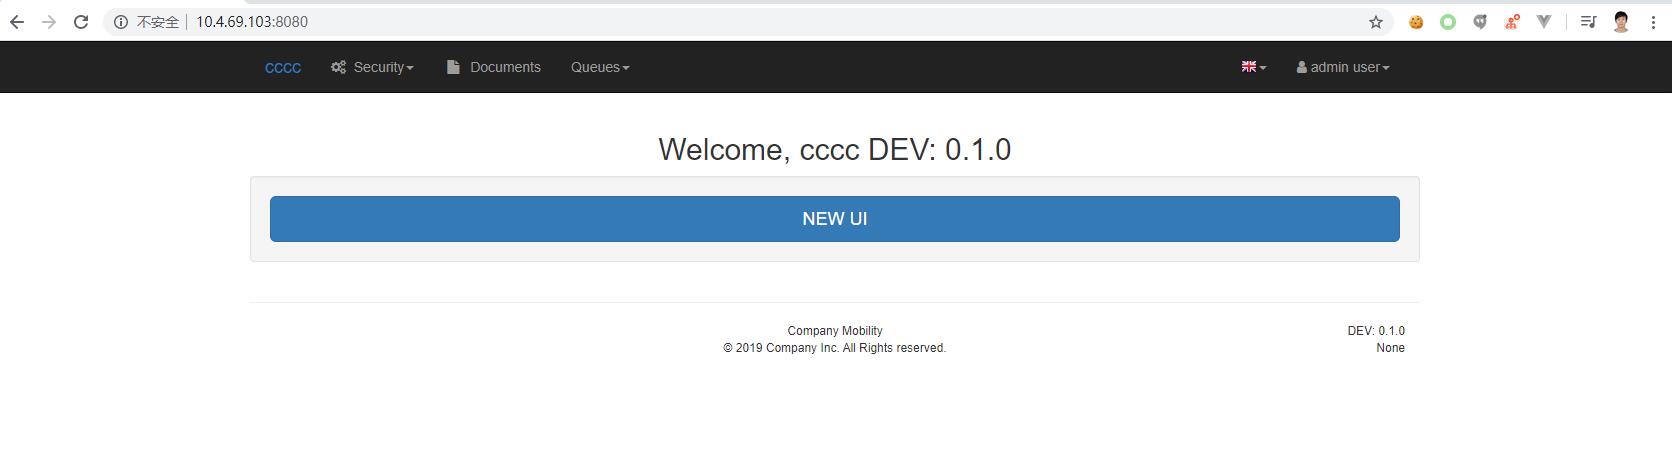 不安全 10.4.69.103:8080
cccc Security Documents Queues admin user
Welcome, cccc DEV: 0.1.0
NEW UI
Company Mobility DEV: 0.1.0
© 2019 Company Inc. All Rights reserved. None